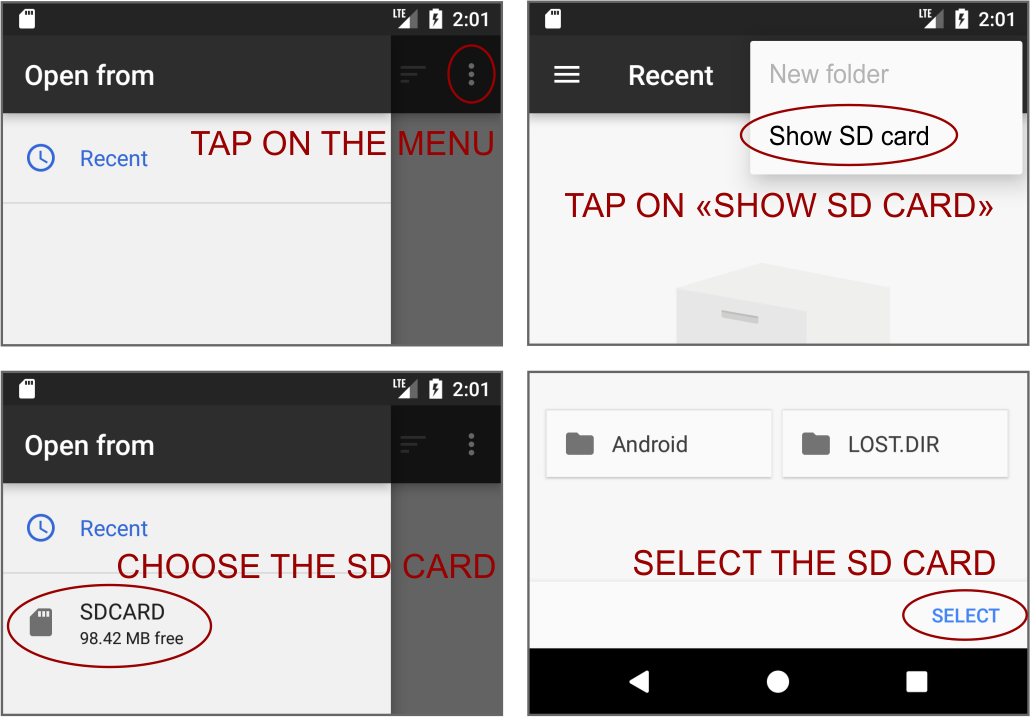 LTE 2:01
Open from
TAP ON THE MENU
Recent
LTE 2:01
Recent
New folder
Show SD card
TAP ON «SHOW SD CARD»
LTE 2:01
Open from
Recent
CHOOSE THE SD CARD
SDCARD
98.42 MB free
Android
LOST.DIR
SELECT THE SD CARD
SELECT